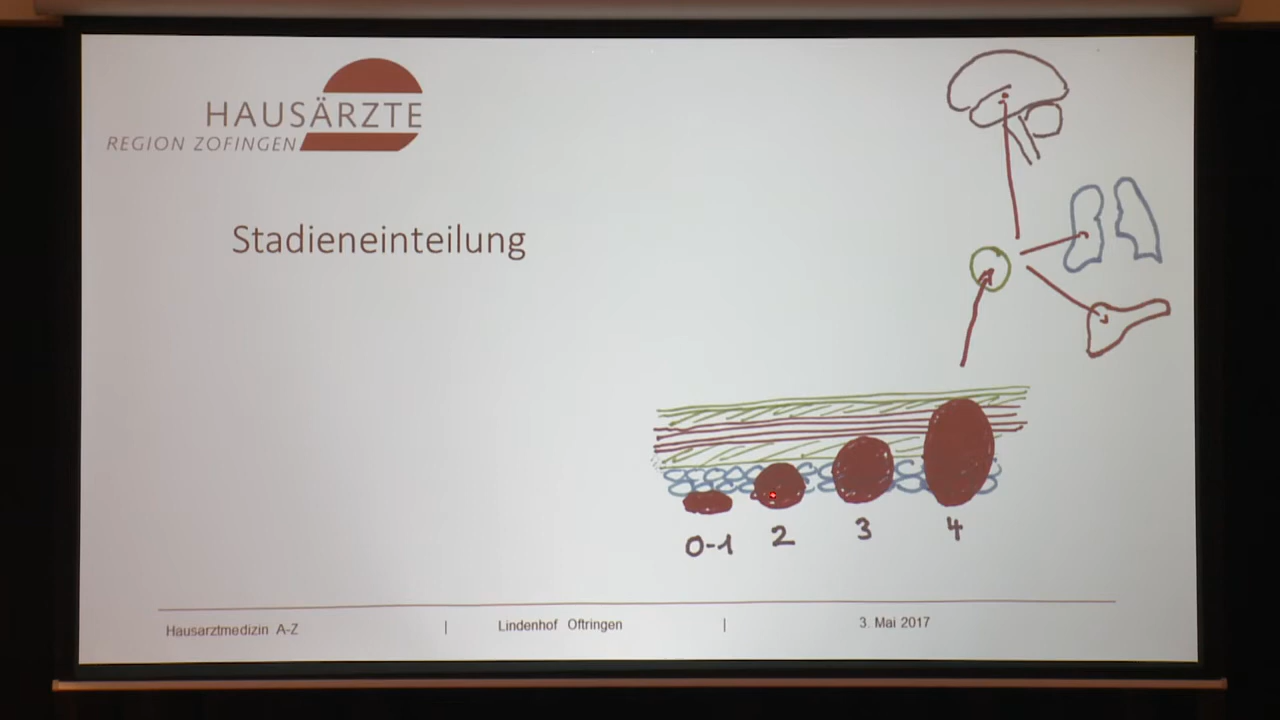 HAUSÄRZTE
REGION ZOFINGEN
Stadieneinteilung
0-1 2 3 4
Hausarztmedizin A-Z | Lindenhof Oftringen | 3. Mai 2017